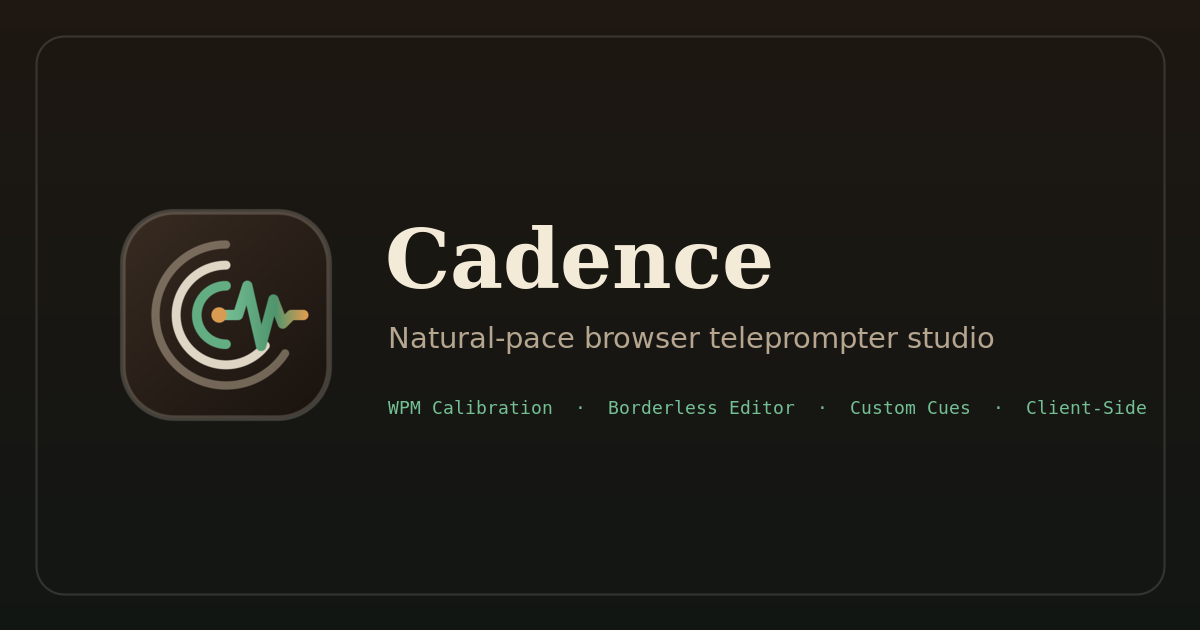 Cadence
Natural-pace browser teleprompter studio
WPM Calibration · Borderless Editor · Custom Cues · Client-Side